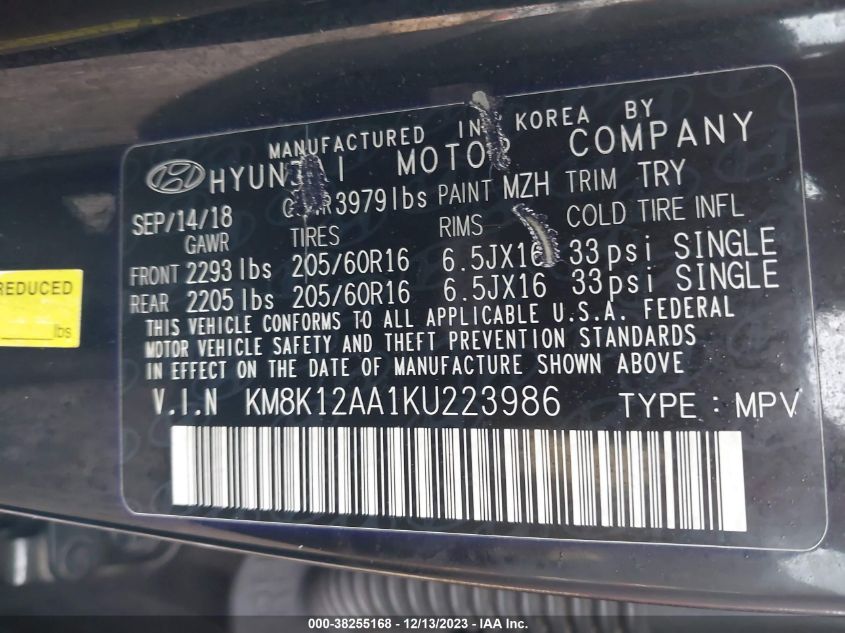 MANUFACTURED IN KOREA BY
HYUNDAI MOTOR COMPANY
SEP/14/18 GVWR 3979lbs PAINT MZH TRIM TRY
GAWR TIRES RIMS COLD TIRE INFL
FRONT 2293 lbs 205/60R16 6.5JX16 33psi SINGLE
REAR 2205 lbs 205/60R16 6.5JX16 33psi SINGLE
THIS VEHICLE CONFORMS TO ALL APPLICABLE U.S.A. FEDERAL
MOTOR VEHICLE SAFETY AND THEFT PREVENTION STANDARDS
IN EFFECT ON THE DATE OF MANUFACTURE SHOWN ABOVE
V.I.N KM8K12AA1KU223986 TYPE : MPV
REDUCED
lbs
000-38255168 - 12/13/2023 - IAA Inc.